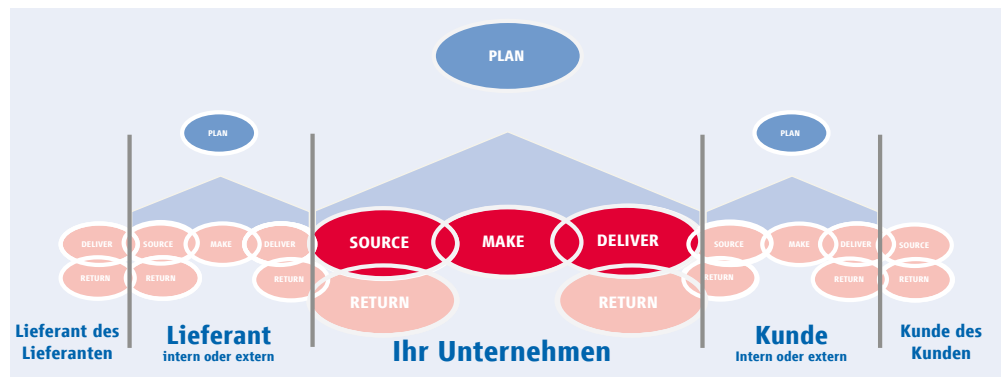 PLAN
PLAN
PLAN
DELIVER
SOURCE
MAKE
DELIVER
SOURCE
MAKE
DELIVER
SOURCE
MAKE
DELIVER
SOURCE
RETURN
RETURN
RETURN
RETURN
RETURN
RETURN
RETURN
RETURN
Lieferant des
Lieferanten
Lieferant
intern oder extern
Ihr Unternehmen
Kunde
Intern oder extern
Kunde des
Kunden